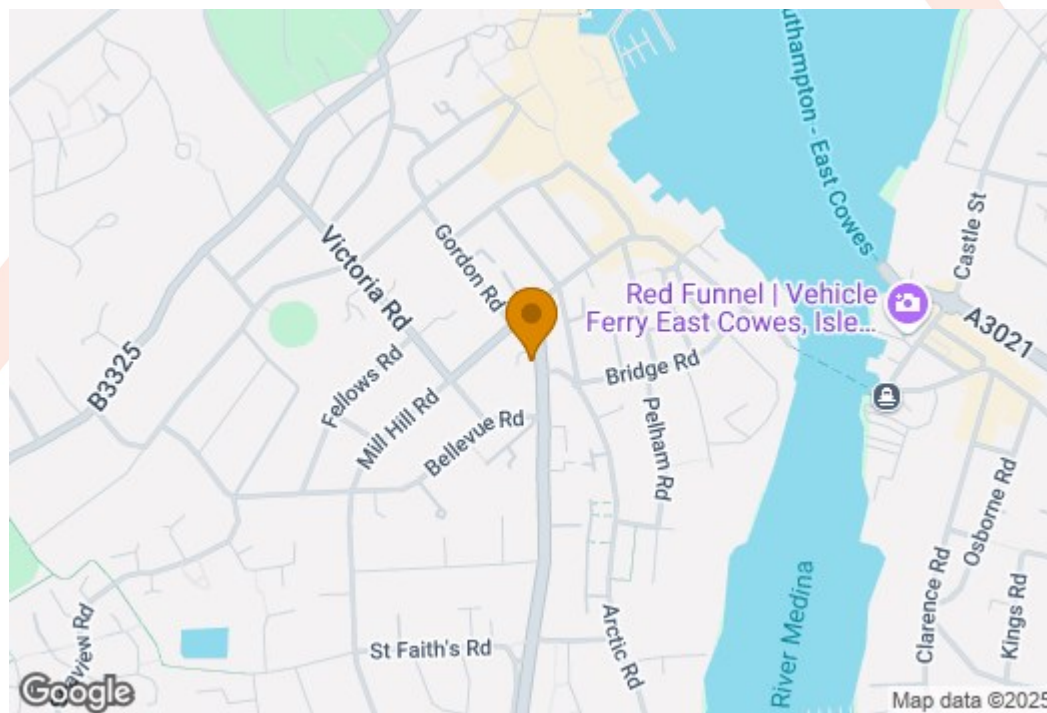 Southampton - East Cowes
Castle St
Gordon Rd
Victoria Rd
Red Funnel | Vehicle
Ferry East Cowes, Isle...
A3021
B3325
Fellows Rd
Bridge Rd
Mill Hill Rd
Bellevue Rd
Pelham Rd
Osborne Rd
Clarence Rd
Kings Rd
River Medina
Arctic Rd
St Faith's Rd
Rd
Google
Map data ©2025